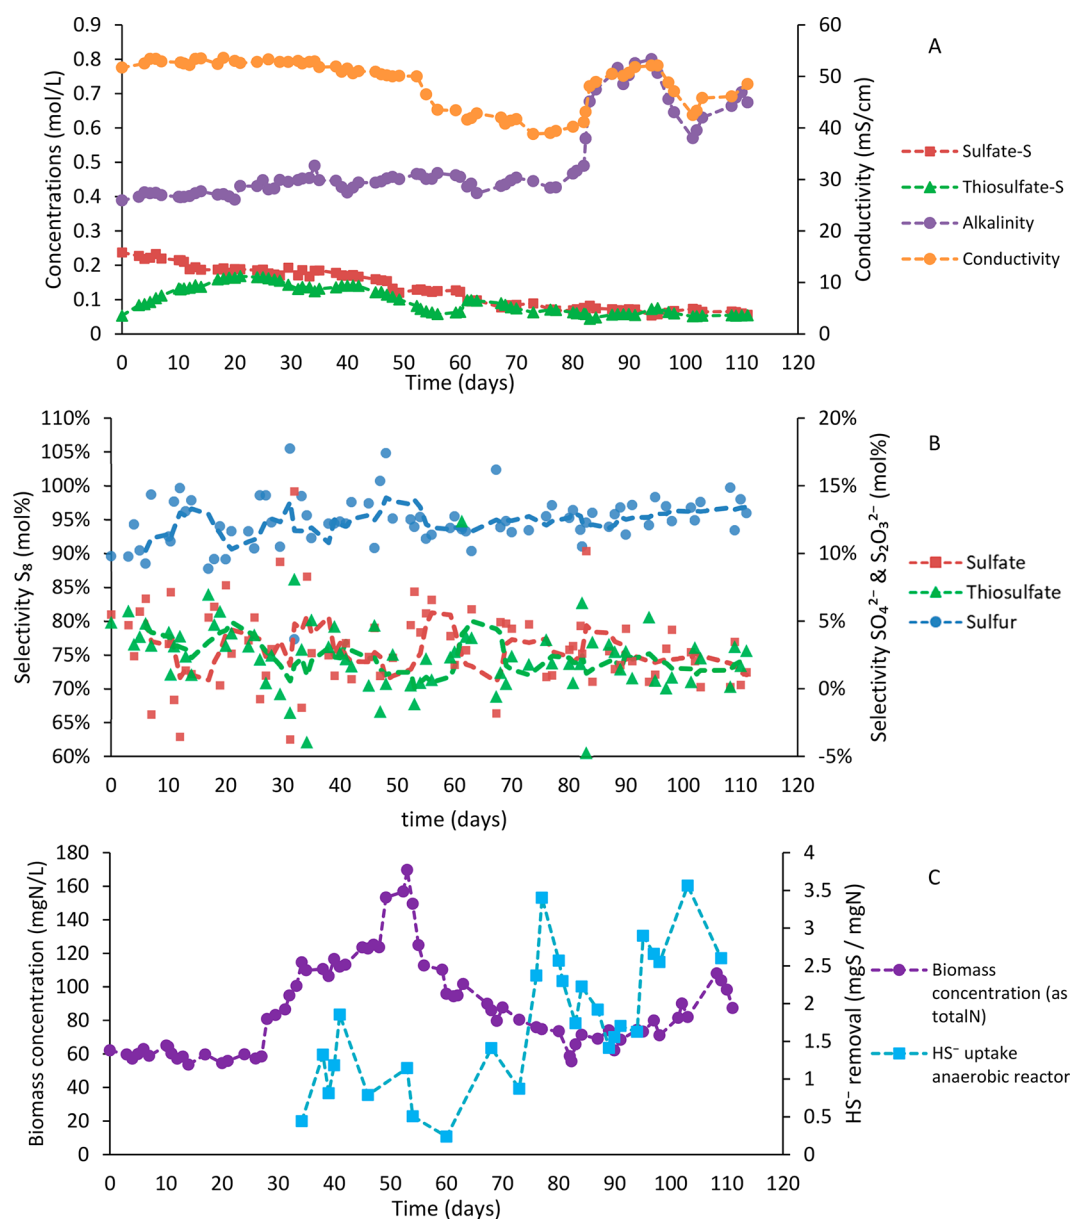 A
Concentrations (mol/L)
0.9
0.8
0.7
0.6
0.5
0.4
0.3
0.2
0.1
0
60
50
40
30
20
10
0
Conductivity (mS/cm)
0 10 20 30 40 50 60 70 80 90 100 110 120
Time (days)
Sulfate-S
Thiosulfate-S
Alkalinity
Conductivity
B
Selectivity S₈ (mol%)
110%
105%
100%
95%
90%
85%
80%
75%
70%
65%
60%
20%
15%
10%
5%
0%
-5%
Selectivity SO₄²⁻ & S₂O₃²⁻ (mol%)
0 10 20 30 40 50 60 70 80 90 100 110 120
time (days)
Sulfate
Thiosulfate
Sulfur
C
Biomass concentration (mgN/L)
180
160
140
120
100
80
60
40
20
0
4
3.5
3
2.5
2
1.5
1
0.5
0
HS⁻ removal (mgS / mgN)
0 10 20 30 40 50 60 70 80 90 100 110 120
Time (days)
Biomass
concentration (as
totalN)
HS⁻ uptake
anaerobic reactor